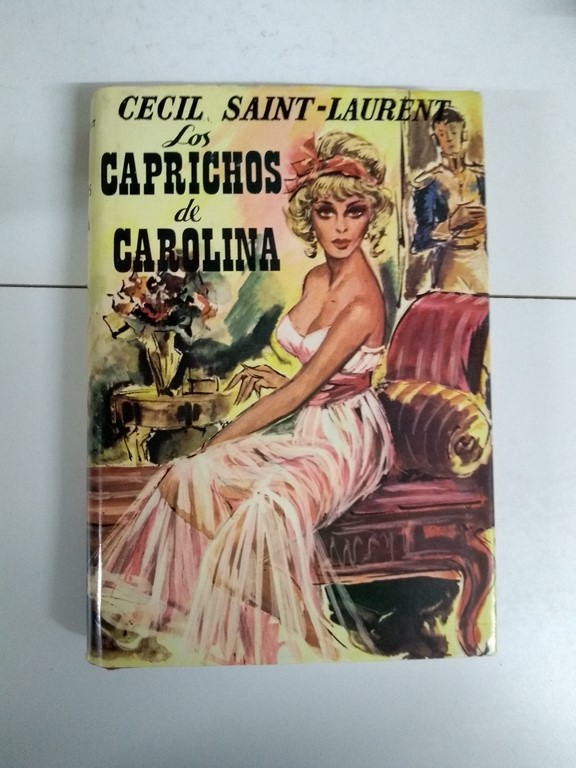 CECIL SAINT-LAURENT
Los
CAPRICHOS
de
CAROLINA